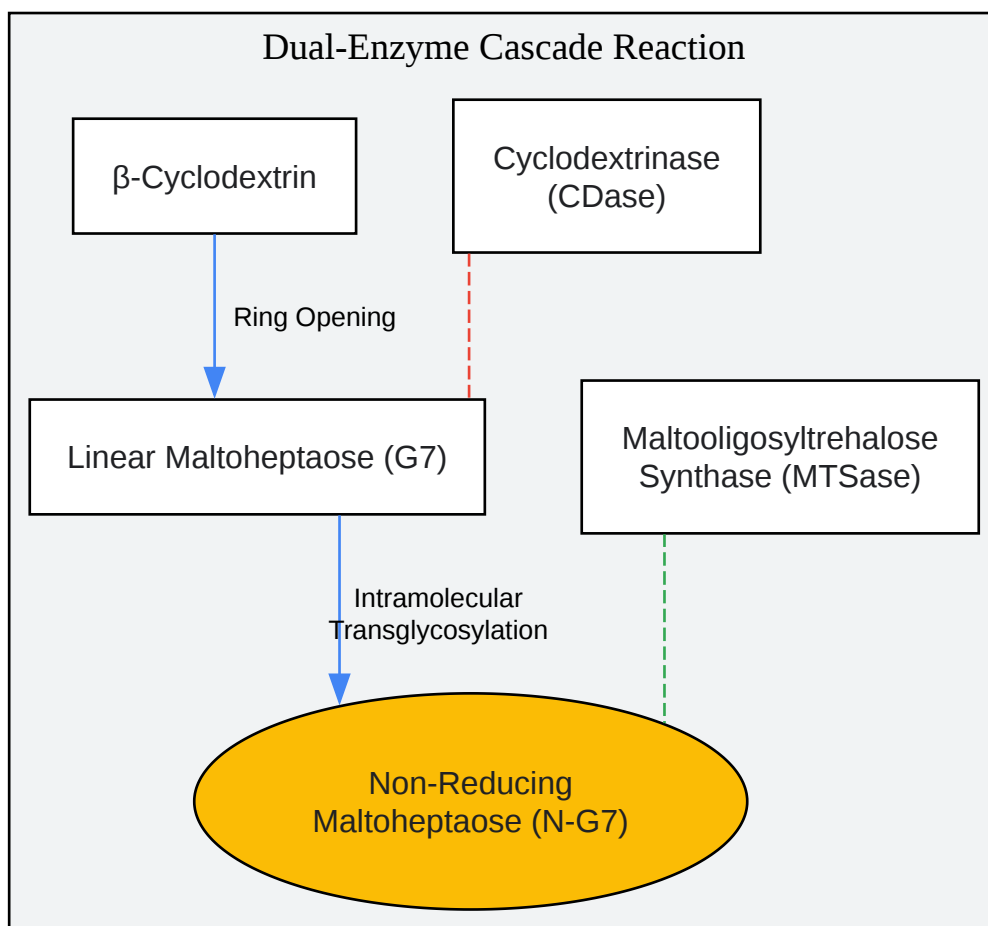 Dual-Enzyme Cascade Reaction
β-Cyclodextrin
Cyclodextrinase
(CDase)
Ring Opening
Linear Maltoheptaose (G7)
Maltooligosyltrehalose
Synthase (MTSase)
Intramolecular
Transglycosylation
Non-Reducing
Maltoheptaose (N-G7)